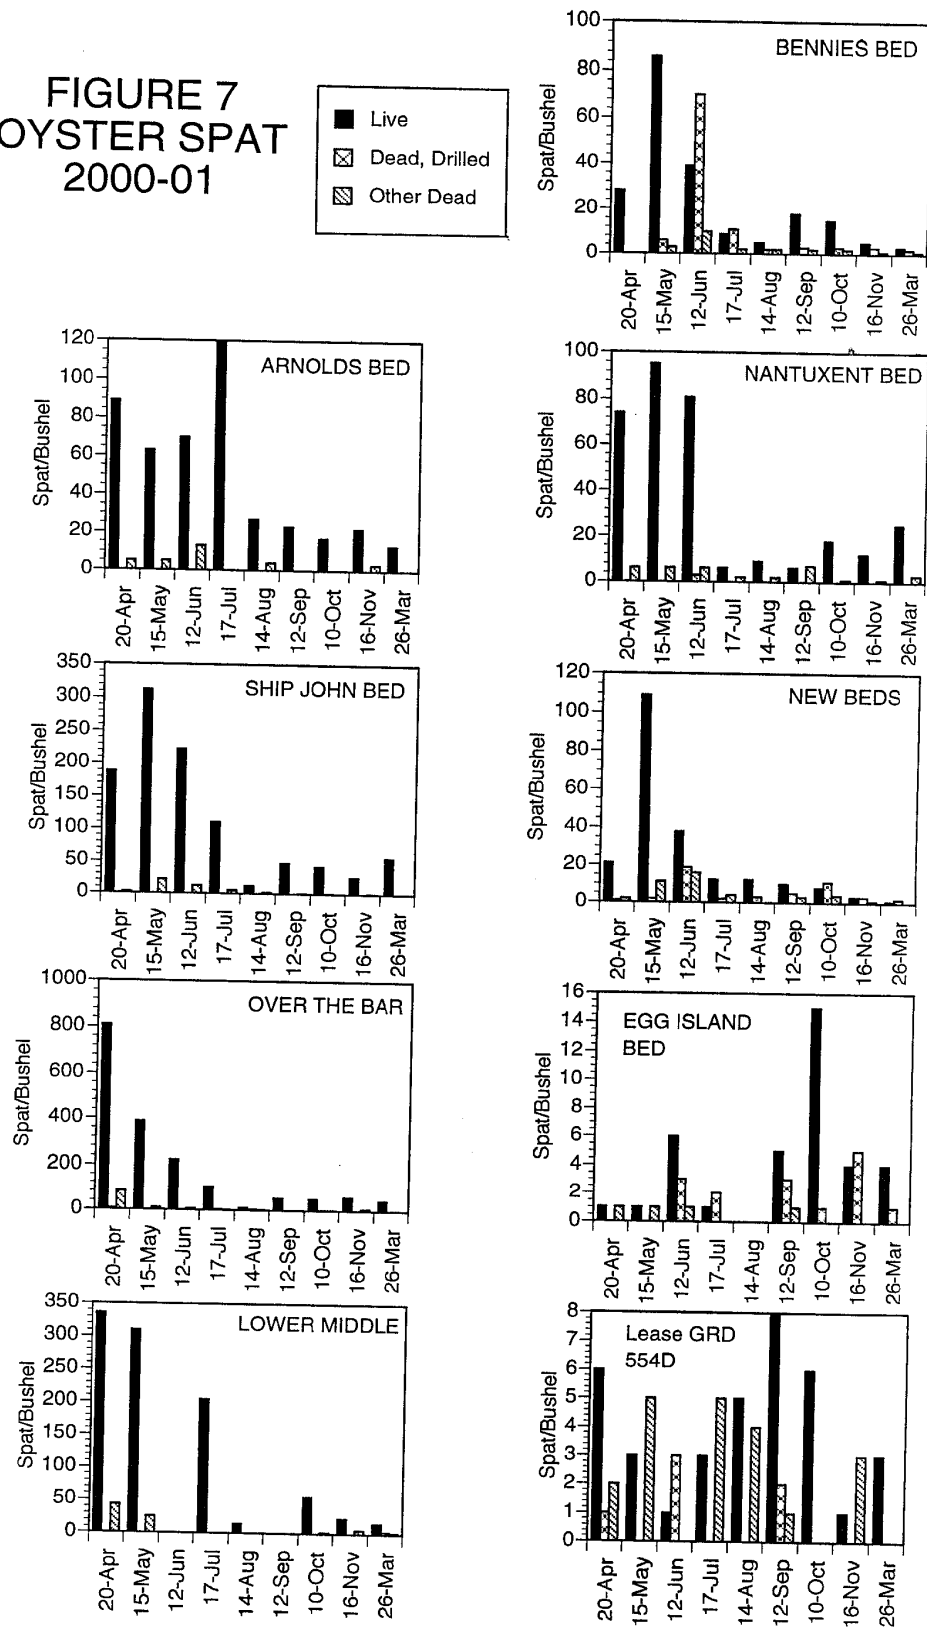 FIGURE 7
OYSTER SPAT
2000-01
Live
Dead, Drilled
Other Dead
BENNIES BED
Spat/Bushel
100
80
60
40
20
0
20-Apr
15-May
12-Jun
17-Jul
14-Aug
12-Sep
10-Oct
16-Nov
26-Mar
ARNOLDS BED
Spat/Bushel
120
100
80
60
40
20
0
20-Apr
15-May
12-Jun
17-Jul
14-Aug
12-Sep
10-Oct
16-Nov
26-Mar
NANTUXENT BED
Spat/Bushel
100
80
60
40
20
0
20-Apr
15-May
12-Jun
17-Jul
14-Aug
12-Sep
10-Oct
16-Nov
26-Mar
SHIP JOHN BED
Spat/Bushel
350
300
250
200
150
100
50
0
20-Apr
15-May
12-Jun
17-Jul
14-Aug
12-Sep
10-Oct
16-Nov
26-Mar
NEW BEDS
Spat/Bushel
120
100
80
60
40
20
0
20-Apr
15-May
12-Jun
17-Jul
14-Aug
12-Sep
10-Oct
16-Nov
26-Mar
OVER THE BAR
Spat/Bushel
1000
800
600
400
200
0
20-Apr
15-May
12-Jun
17-Jul
14-Aug
12-Sep
10-Oct
16-Nov
26-Mar
EGG ISLAND
BED
Spat/Bushel
16
14
12
10
8
6
4
2
0
20-Apr
15-May
12-Jun
17-Jul
14-Aug
12-Sep
10-Oct
16-Nov
26-Mar
LOWER MIDDLE
Spat/Bushel
350
300
250
200
150
100
50
0
20-Apr
15-May
12-Jun
17-Jul
14-Aug
12-Sep
10-Oct
16-Nov
26-Mar
Lease GRD
554D
Spat/Bushel
8
7
6
5
4
3
2
1
0
20-Apr
15-May
12-Jun
17-Jul
14-Aug
12-Sep
10-Oct
16-Nov
26-Mar